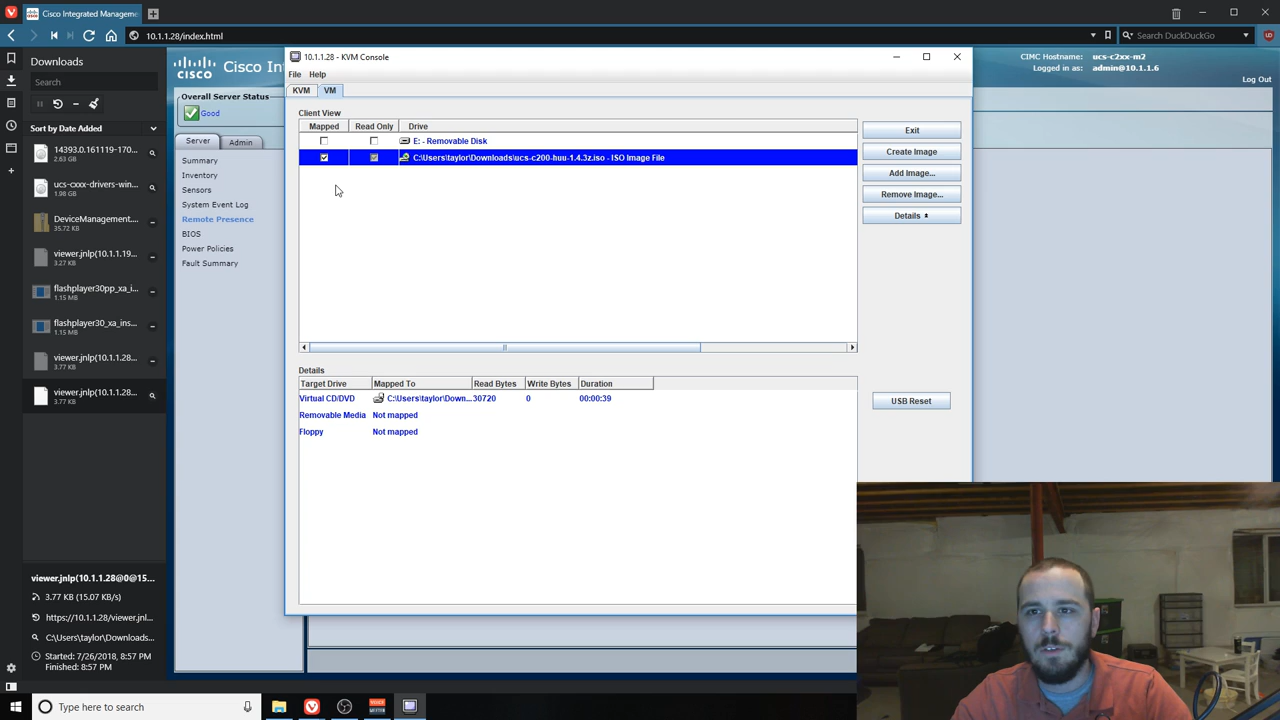 Cisco Integrated Manageme
10.1.1.28/index.html
Search DuckDuckGo
Downloads
Search
Sort by Date Added
14393.0.161119-170...
2.63 GB
ucs-cxxx-drivers-win...
1.98 GB
DeviceManagement...
35.72 KB
viewer.jnlp(10.1.1.19...
3.27 KB
flashplayer30pp_xa_i...
1.15 MB
flashplayer30_xa_ins...
1.15 MB
viewer.jnlp(10.1.1.28...
3.77 KB
viewer.jnlp(10.1.1.28...
3.77 KB
viewer.jnlp(10.1.1.28@0@15...
3.77 KB (15.07 KB/s)
https://10.1.1.28/viewer.jnl...
C:\Users\taylor\Downloads...
Started: 7/26/2018, 8:57 PM
Finished: 8:57 PM
CISCO
Cisco Int
CIMC Hostname: ucs-c2xx-m2
Logged in as: admin@10.1.1.6
Log Out
Overall Server Status
Good
Server
Admin
Summary
Inventory
Sensors
System Event Log
Remote Presence
BIOS
Power Policies
Fault Summary
10.1.1.28 - KVM Console
File Help
KVM VM
Client View
Mapped Read Only Drive
E: - Removable Disk
C:\Users\taylor\Downloads\ucs-c200-huu-1.4.3z.iso - ISO Image File
Exit
Create Image
Add Image...
Remove Image...
Details
Details
Target Drive Mapped To Read Bytes Write Bytes Duration
Virtual CD/DVD C:\Users\taylor\Down... 30720 0 00:00:39
Removable Media Not mapped
Floppy Not mapped
USB Reset
Type here to search